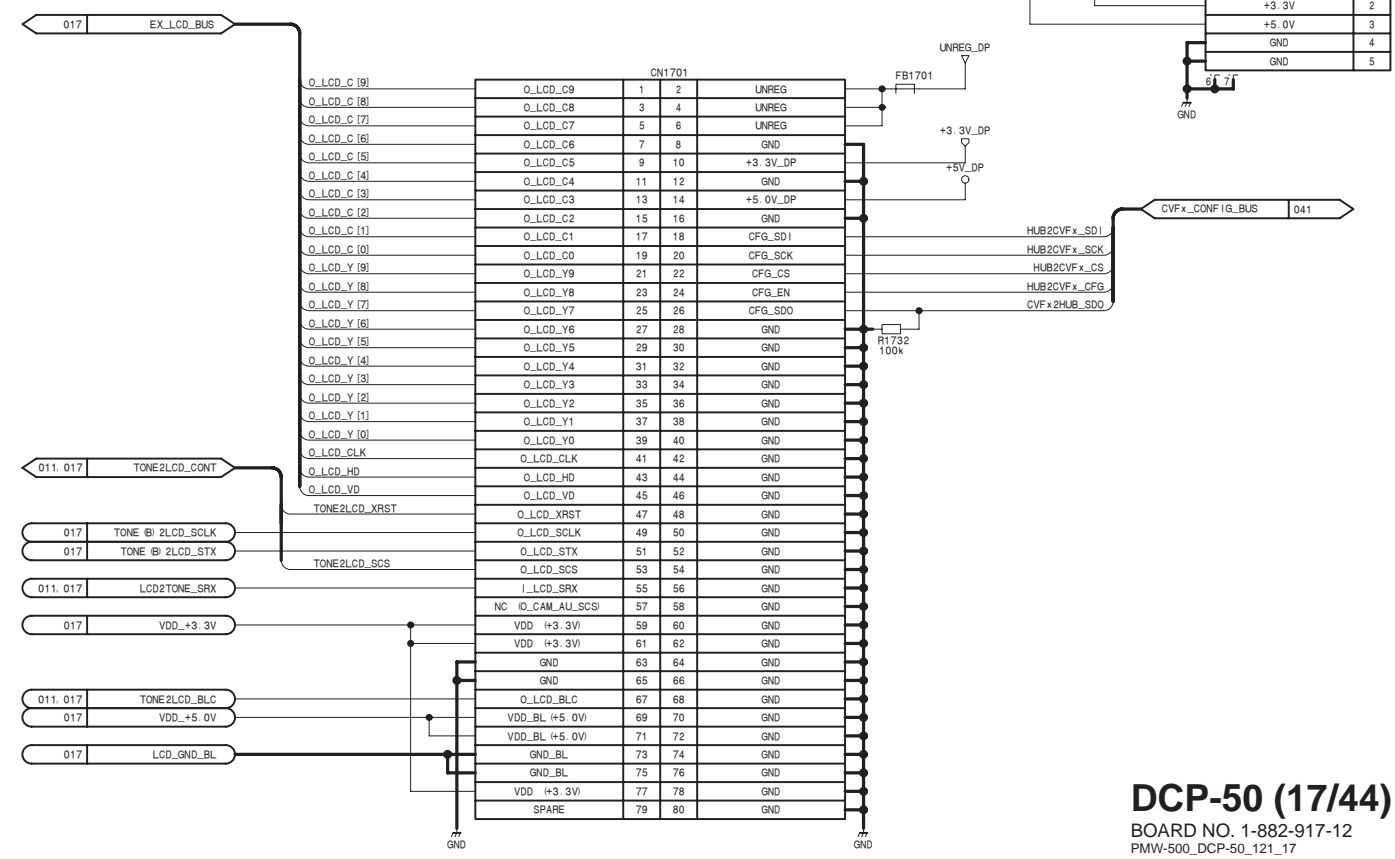 017 EX_LCD_BUS
+3.3V 2
+5.0V 3
GND 4
GND 5
6 7
GND
UNREG_DP
FB1701
+3.3V_DP
+5V_DP
CVFx_CONFIG_BUS 041
CN1701
O_LCD_C [9] O_LCD_C9 1 2 UNREG
O_LCD_C [8] O_LCD_C8 3 4 UNREG
O_LCD_C [7] O_LCD_C7 5 6 UNREG
O_LCD_C [6] O_LCD_C6 7 8 GND
O_LCD_C [5] O_LCD_C5 9 10 +3.3V_DP
O_LCD_C [4] O_LCD_C4 11 12 GND
O_LCD_C [3] O_LCD_C3 13 14 +5.0V_DP
O_LCD_C [2] O_LCD_C2 15 16 GND
O_LCD_C [1] O_LCD_C1 17 18 CFG_SDI HUB2CVFx_SDI
O_LCD_C [0] O_LCD_C0 19 20 CFG_SCK HUB2CVFx_SCK
O_LCD_Y [9] O_LCD_Y9 21 22 CFG_CS HUB2CVFx_CS
O_LCD_Y [8] O_LCD_Y8 23 24 CFG_EN HUB2CVFx_CFG
O_LCD_Y [7] O_LCD_Y7 25 26 CFG_SDO CVFx2HUB_SDO
O_LCD_Y [6] O_LCD_Y6 27 28 GND
R1732
100k
O_LCD_Y [5] O_LCD_Y5 29 30 GND
O_LCD_Y [4] O_LCD_Y4 31 32 GND
O_LCD_Y [3] O_LCD_Y3 33 34 GND
O_LCD_Y [2] O_LCD_Y2 35 36 GND
O_LCD_Y [1] O_LCD_Y1 37 38 GND
O_LCD_Y [0] O_LCD_Y0 39 40 GND
O_LCD_CLK O_LCD_CLK 41 42 GND
011, 017 TONE2LCD_CONT
O_LCD_HD O_LCD_HD 43 44 GND
O_LCD_VD O_LCD_VD 45 46 GND
TONE2LCD_XRST O_LCD_XRST 47 48 GND
017 TONE (B) 2LCD_SCLK O_LCD_SCLK 49 50 GND
017 TONE (B) 2LCD_STX O_LCD_STX 51 52 GND
TONE2LCD_SCS O_LCD_SCS 53 54 GND
011, 017 LCD2TONE_SRX I_LCD_SRX 55 56 GND
NC (O_CAM_AU_SCS) 57 58 GND
017 VDD_+3.3V VDD (+3.3V) 59 60 GND
VDD (+3.3V) 61 62 GND
GND 63 64 GND
GND 65 66 GND
011, 017 TONE2LCD_BLC O_LCD_BLC 67 68 GND
017 VDD_+5.0V VDD_BL (+5.0V) 69 70 GND
VDD_BL (+5.0V) 71 72 GND
017 LCD_GND_BL GND_BL 73 74 GND
GND_BL 75 76 GND
VDD (+3.3V) 77 78 GND
SPARE 79 80 GND
GND GND
DCP-50 (17/44)
BOARD NO. 1-882-917-12
PMW-500_DCP-50_121_17